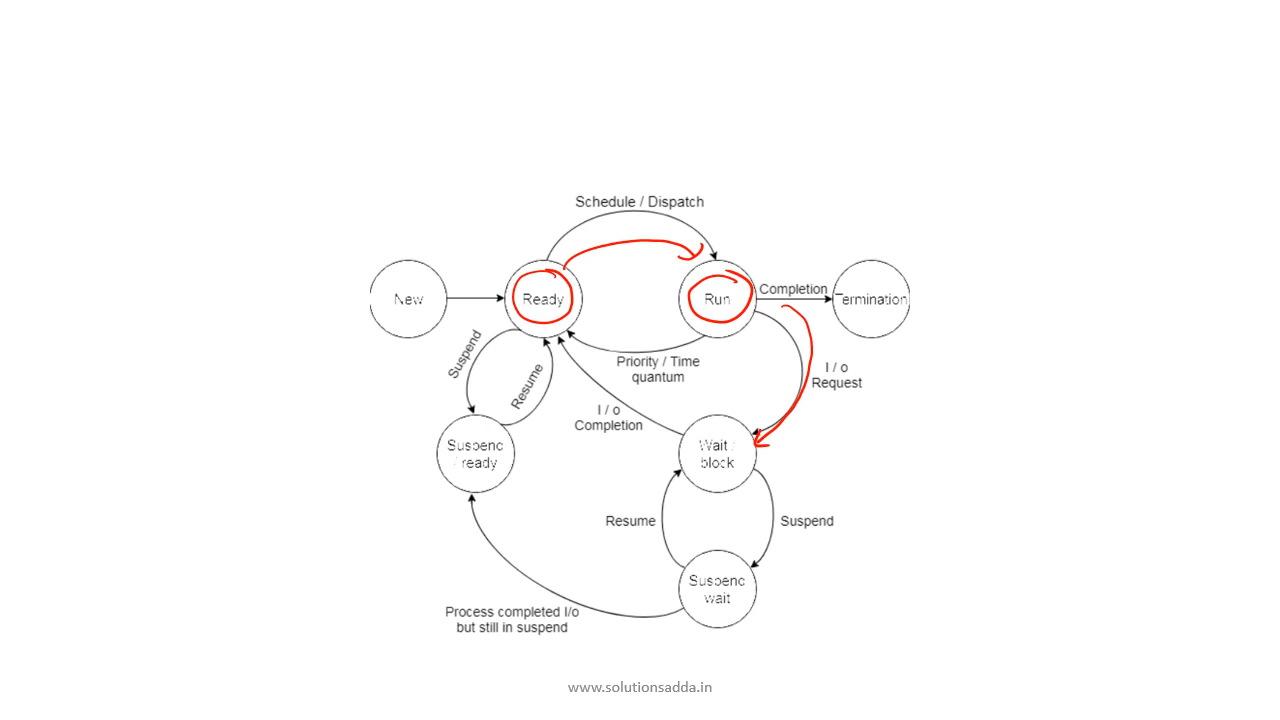 Schedule / Dispatch
New
Ready
Run
Completion
Termination
Suspend
Resume
Priority / Time
quantum
I / o
Request
I / o
Completion
Suspend
/ ready
Wait /
block
Resume
Suspend
Suspend
wait
Process completed I/o
but still in suspend
www.solutionsadda.in